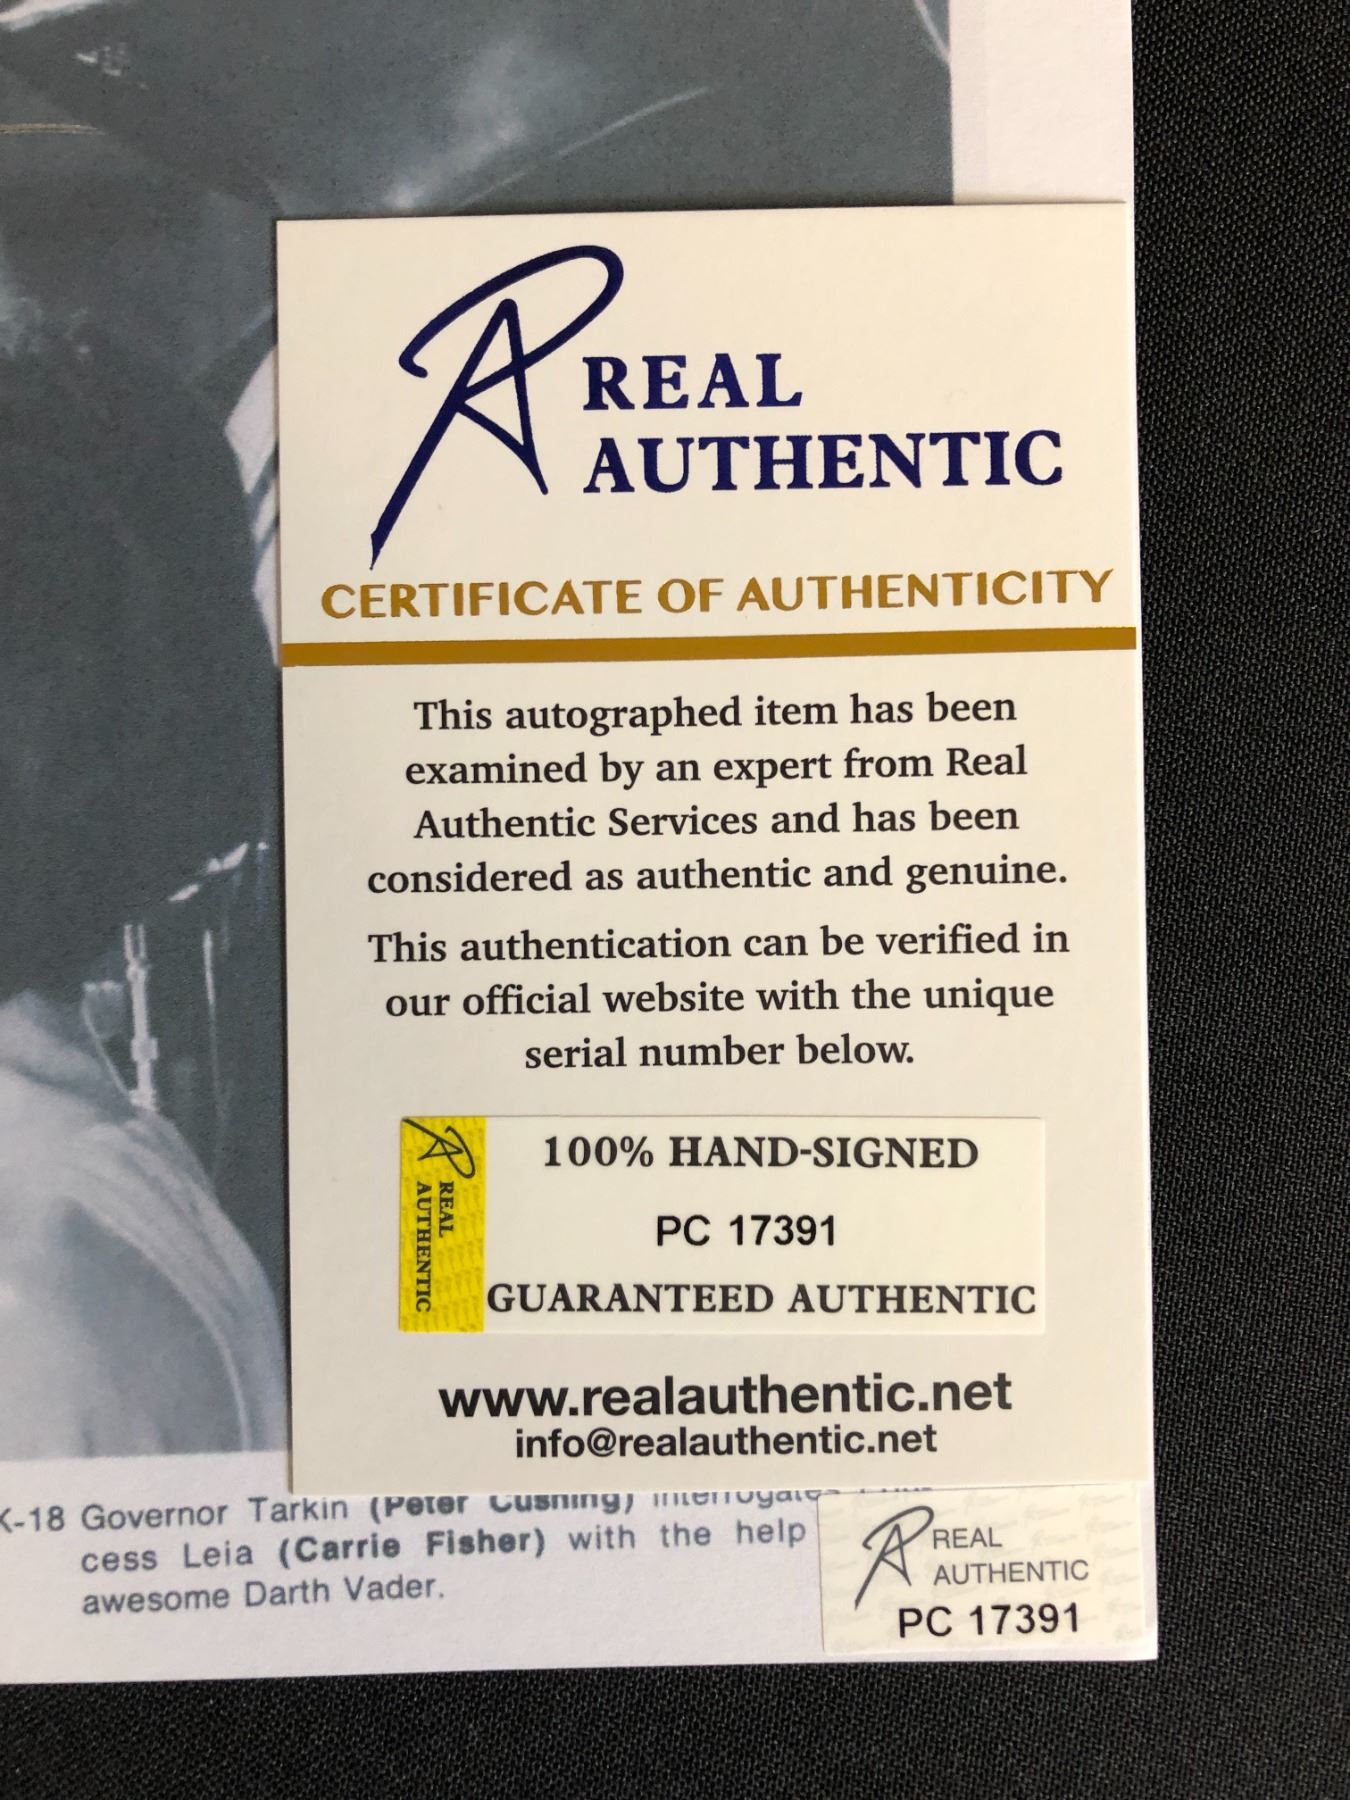 REAL
AUTHENTIC
CERTIFICATE OF AUTHENTICITY
This autographed item has been
examined by an expert from Real
Authentic Services and has been
considered as authentic and genuine.
This authentication can be verified in
our official website with the unique
serial number below.
REAL
AUTHENTIC
100% HAND-SIGNED
PC 17391
GUARANTEED AUTHENTIC
www.realauthentic.net
info@realauthentic.net
K-18 Governor Tarkin (Peter Cushing) interrogates
cess Leia (Carrie Fisher) with the help
awesome Darth Vader.
REAL
AUTHENTIC
PC 17391